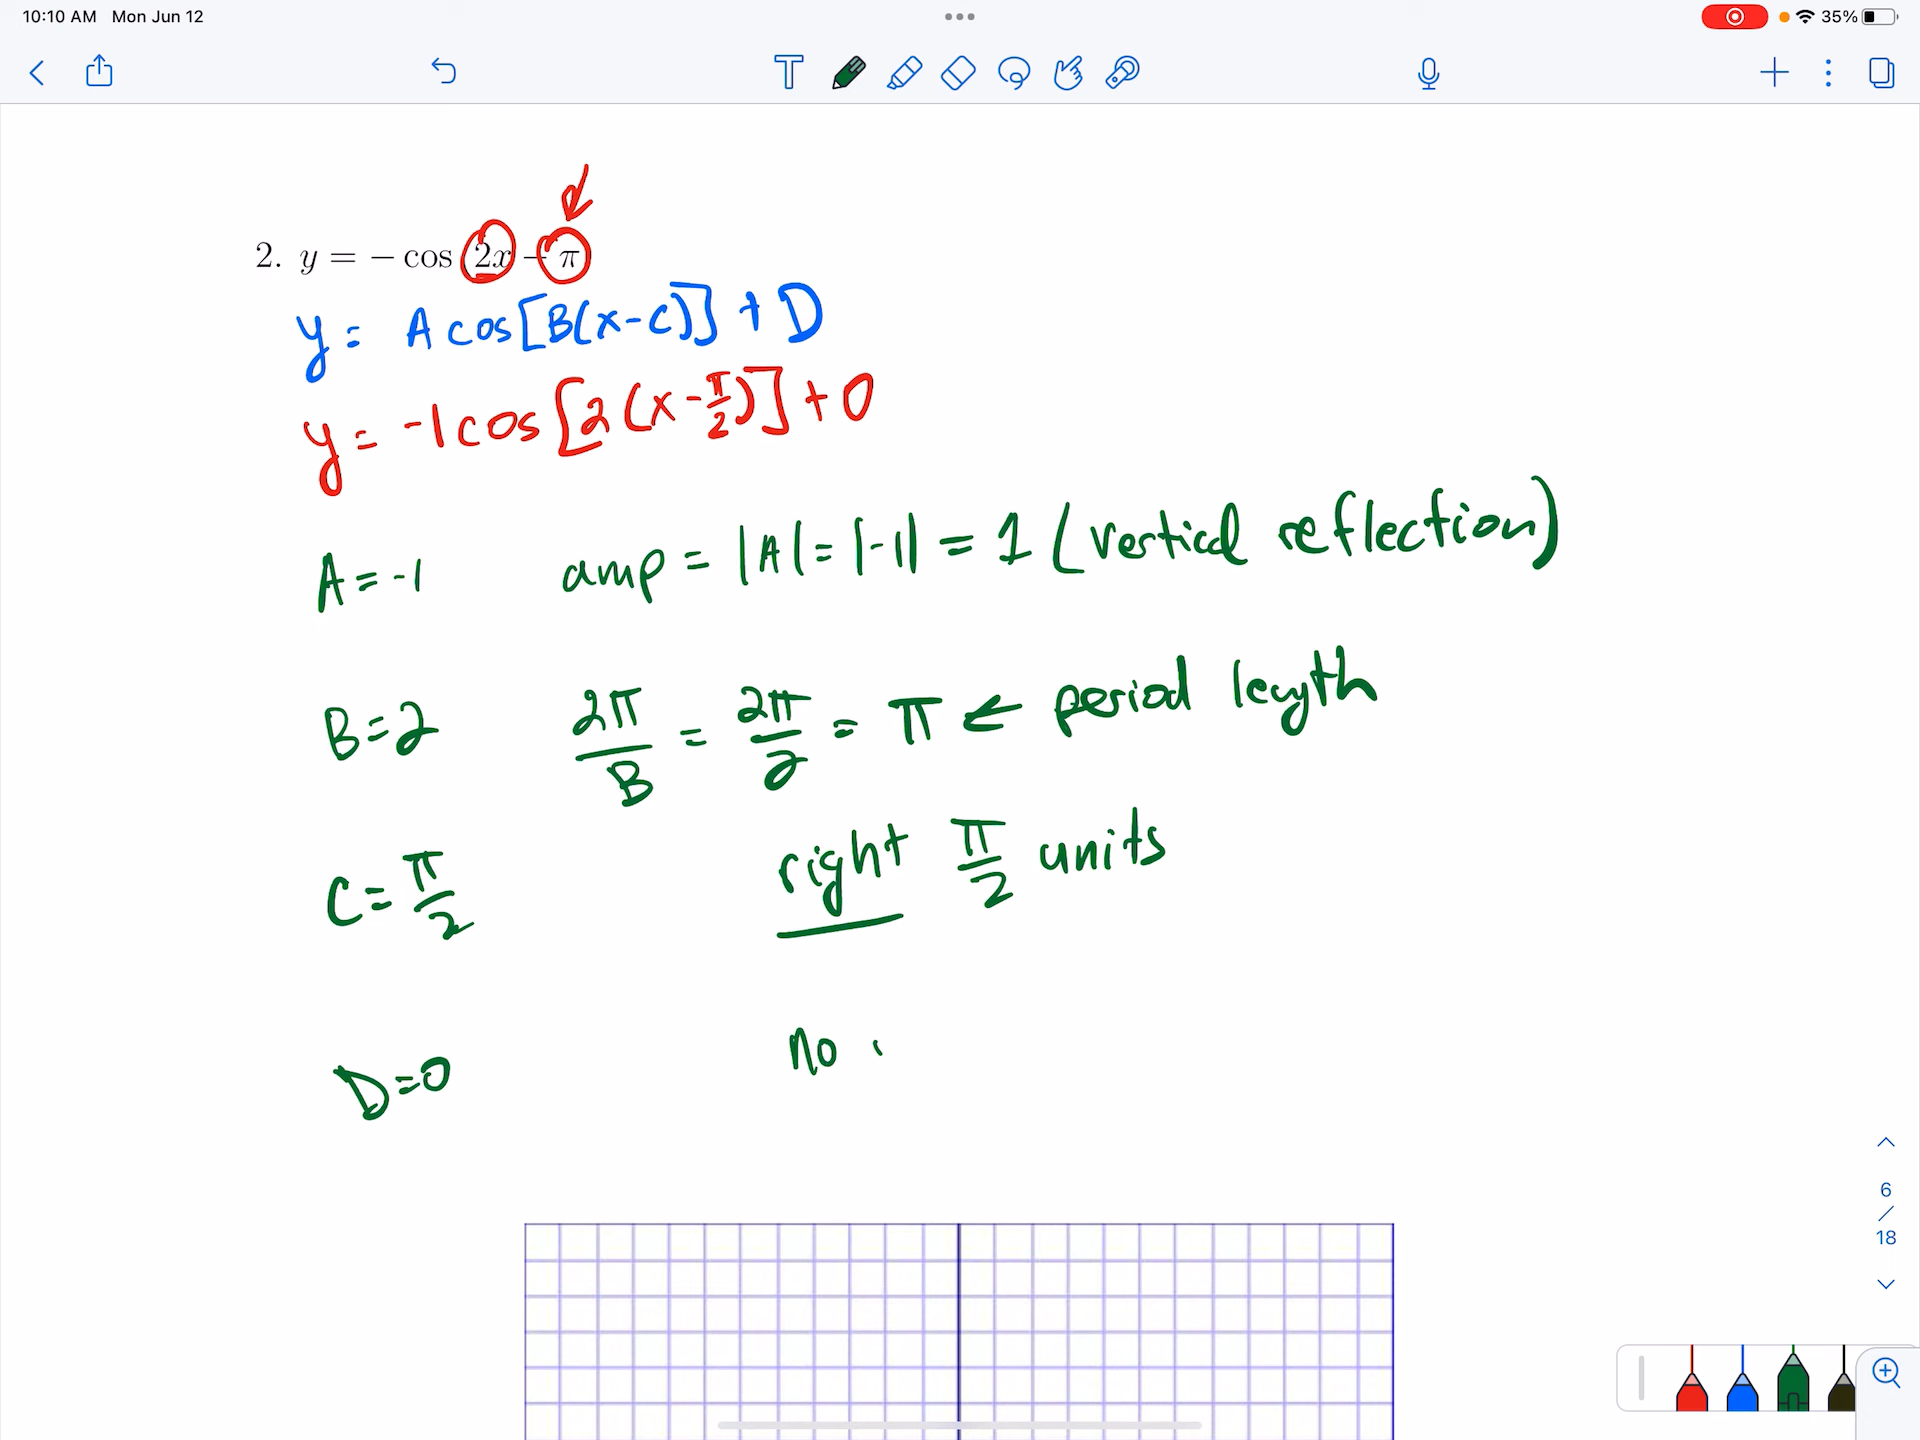 10:10 AM Mon Jun 12
35%
2. y = − cos 2x − π
y = A cos[B(x-C)] + D
y = -1 cos[2(x-π/2)] + 0
A = -1 amp = |A| = |-1| = 1 (vertical reflection)
B = 2 2π/B = 2π/2 = π ← period length
C = π/2 right π/2 units
D = 0 no
6
/
18